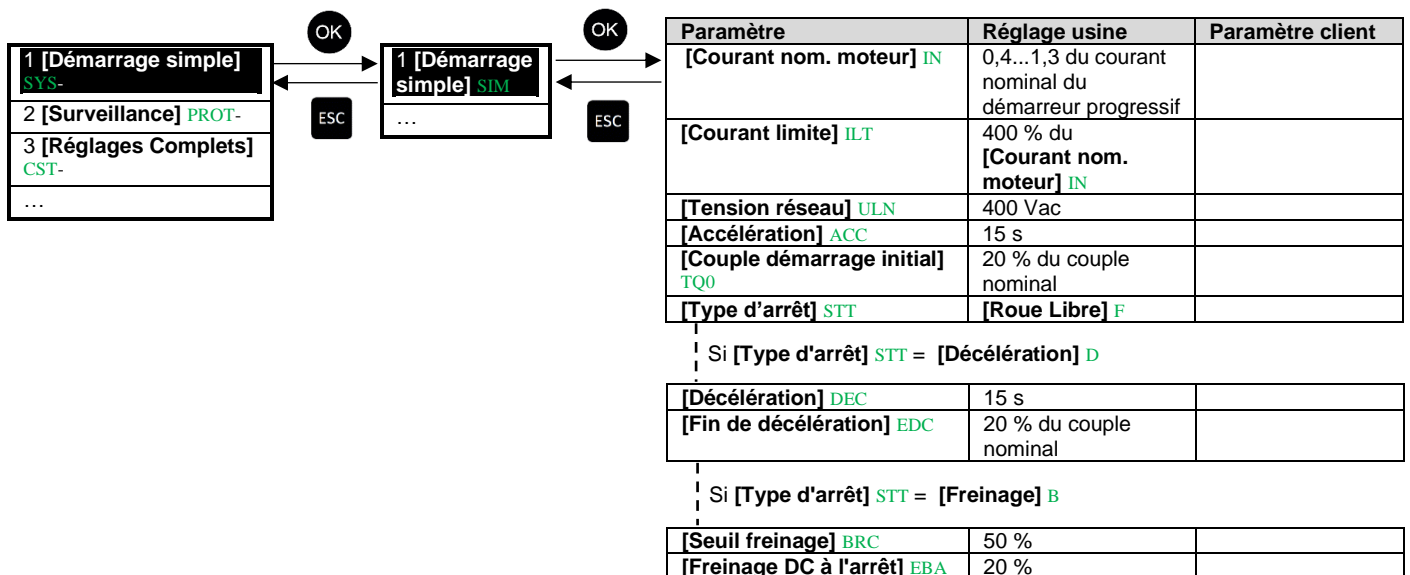 OK
OK
ESC
ESC
1 [Démarrage simple]
SYS-
2 [Surveillance] PROT-
3 [Réglages Complets]
CST-
…
1 [Démarrage
simple] SIM
…
Paramètre Réglage usine Paramètre client
[Courant nom. moteur] IN 0,4...1,3 du courant
nominal du
démarreur progressif
[Courant limite] ILT 400 % du
[Courant nom.
moteur] IN
[Tension réseau] ULN 400 Vac
[Accélération] ACC 15 s
[Couple démarrage initial] 20 % du couple
TQ0 nominal
[Type d’arrêt] STT [Roue Libre] F
Si [Type d'arrêt] STT = [Décélération] D
[Décélération] DEC 15 s
[Fin de décélération] EDC 20 % du couple
nominal
Si [Type d'arrêt] STT = [Freinage] B
[Seuil freinage] BRC 50 %
[Freinage DC à l'arrêt] EBA 20 %